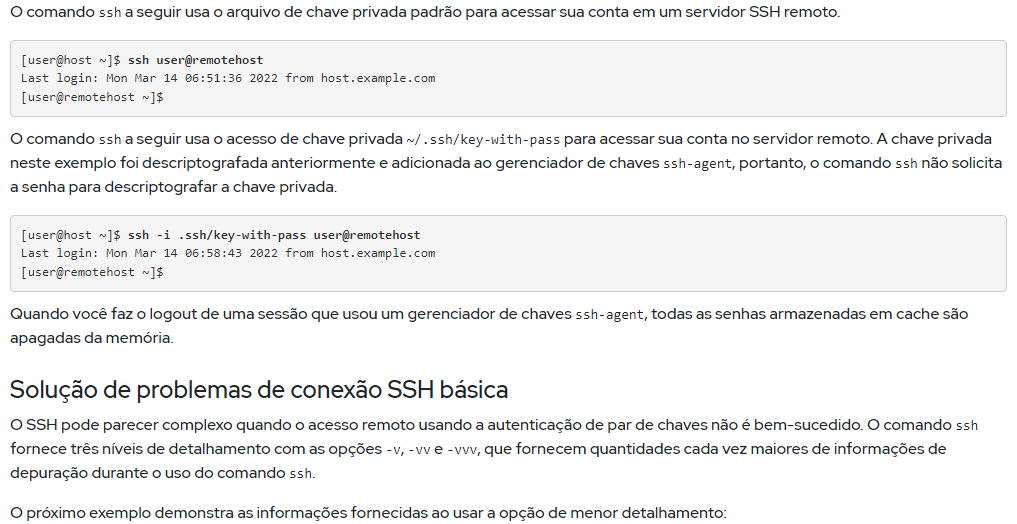 O comando ssh a seguir usa o arquivo de chave privada padrão para acessar sua conta em um servidor SSH remoto.
[user@host ~]$ ssh user@remotehost
Last login: Mon Mar 14 06:51:36 2022 from host.example.com
[user@remotehost ~]$
O comando ssh a seguir usa o acesso de chave privada ~/.ssh/key-with-pass para acessar sua conta no servidor remoto. A chave privada
neste exemplo foi descriptografada anteriormente e adicionada ao gerenciador de chaves ssh-agent, portanto, o comando ssh não solicita
a senha para descriptografar a chave privada.
[user@host ~]$ ssh -i .ssh/key-with-pass user@remotehost
Last login: Mon Mar 14 06:58:43 2022 from host.example.com
[user@remotehost ~]$
Quando você faz o logout de uma sessão que usou um gerenciador de chaves ssh-agent, todas as senhas armazenadas em cache são
apagadas da memória.
Solução de problemas de conexão SSH básica
O SSH pode parecer complexo quando o acesso remoto usando a autenticação de par de chaves não é bem-sucedido. O comando ssh
fornece três níveis de detalhamento com as opções -v, -vv e -vvv, que fornecem quantidades cada vez maiores de informações de
depuração durante o uso do comando ssh.
O próximo exemplo demonstra as informações fornecidas ao usar a opção de menor detalhamento: